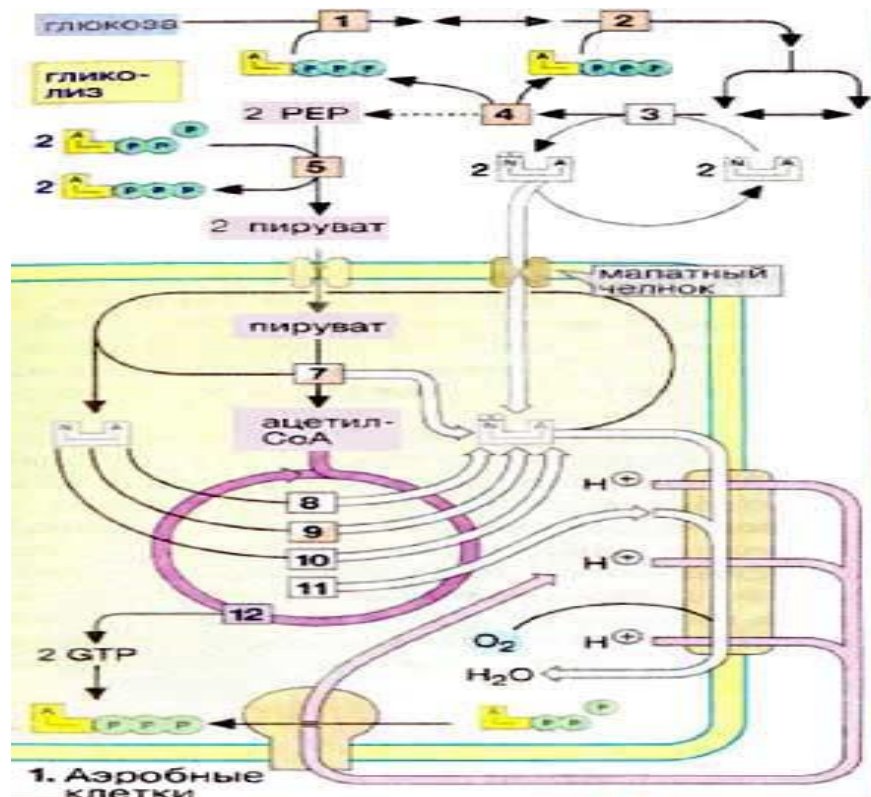 глюкоза
1
2
A P P P
A P P P
глико-
лиз
2 PEP
4
3
2 A P P P
5
2 A P P P
2 N A
2 N A
2 пируват
малатный
челнок
пируват
7
N A
ацетил-
CoA
N A
8
9
10
11
12
H +
H +
H +
O2
H2O
2 GTP
A P P P
A P P P
1. Аэробные
клетки